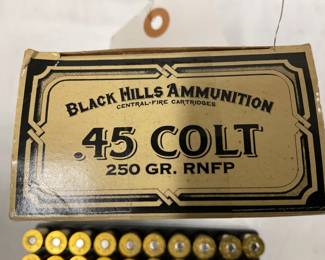 BLACK HILLS AMMUNITION
CENTRAL-FIRE CARTRIDGES
.45 COLT
250 GR. RNFP